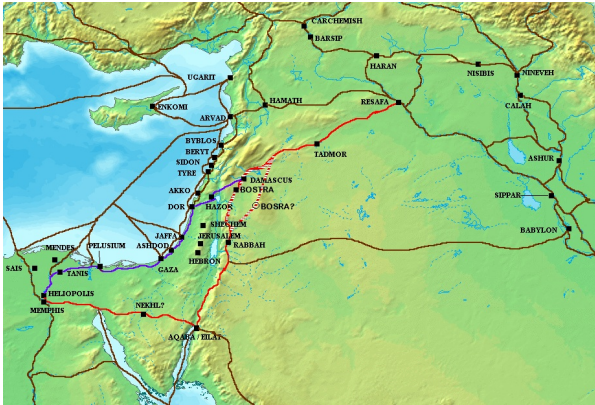 CARCHEMISH
BARSIP
HARAN
NISIBIS
NINEVEH
UGARIT
CALAH
ENKOMI
HAMATH
RESAFA
ARVAD
BYBLOS
TADMOR
BERYT
SIDON
ASHUR
TYRE
DAMASCUS
BOSHRA
AKKO
SIPPAR
HAZOR
DOR
BOSRA?
SHECHEM
BABYLON
JAFFA
JERUSALEM
RABBAH
MENDES
PELUSIUM
ASHDOD
HEBRON
SAIS
GAZA
TANIS
HELIOPOLIS
MEMPHIS
NEKHL?
AQABA / EILAT